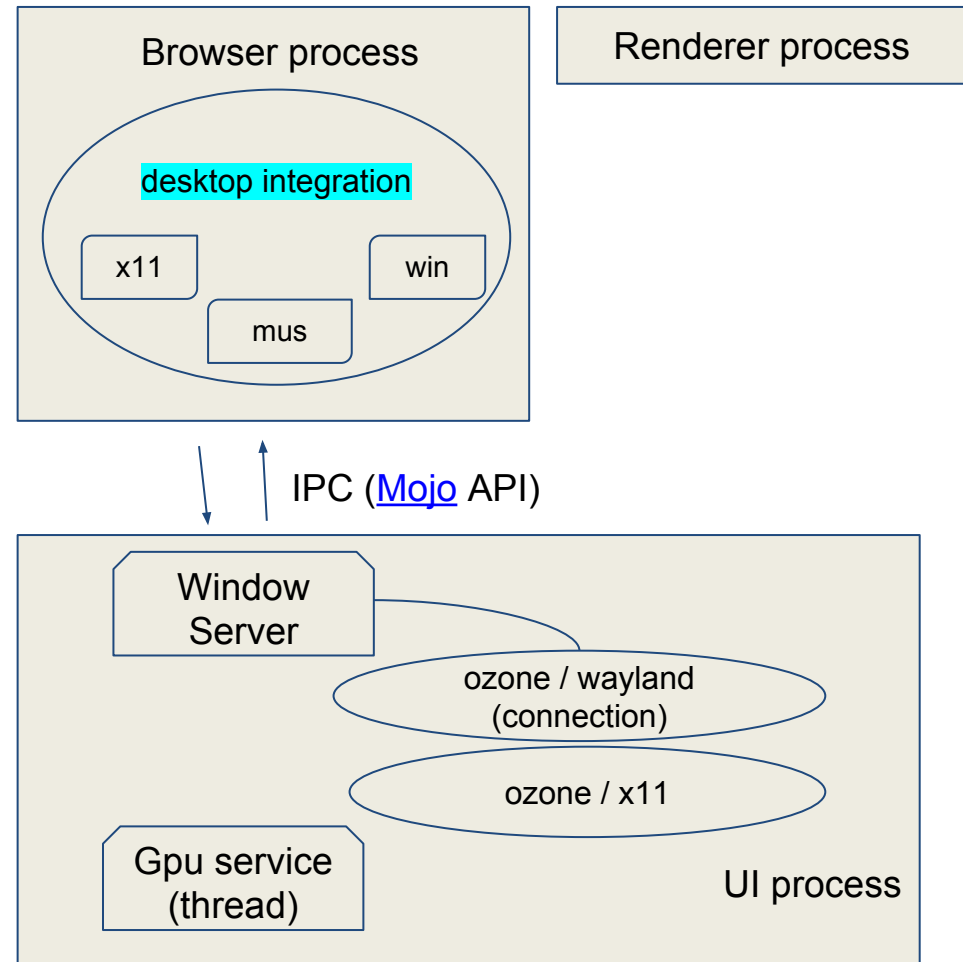 Browser process
Renderer process
desktop integration
x11
win
mus
IPC (Mojo API)
Window
Server
ozone / wayland
(connection)
ozone / x11
Gpu service
(thread)
UI process